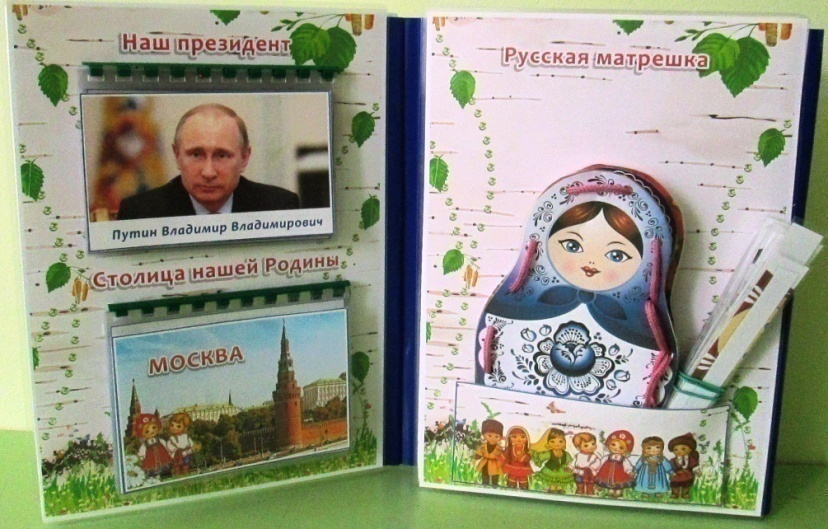 Наш президент
Путин Владимир Владимирович
Столица нашей Родины
МОСКВА
Русская матрешка